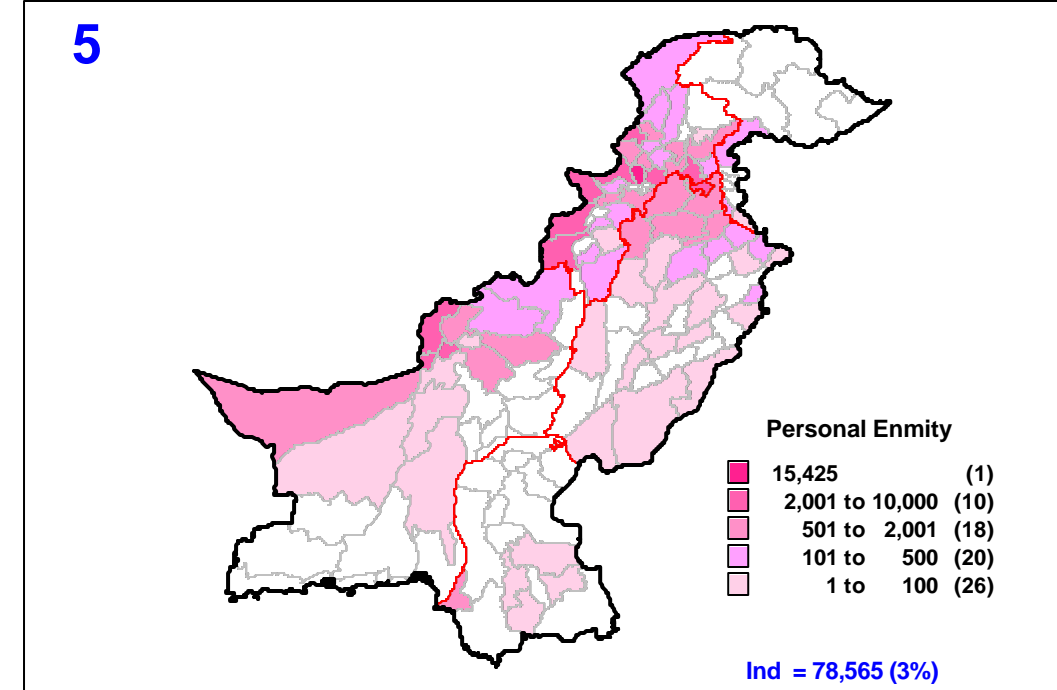 5
Personal Enmity
15,425 (1)
2,001 to 10,000 (10)
501 to 2,001 (18)
101 to 500 (20)
1 to 100 (26)
Ind = 78,565 (3%)